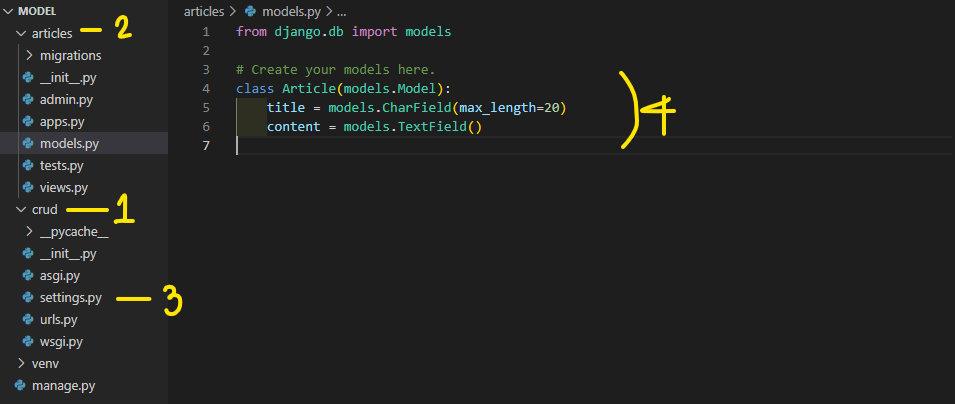 MODEL
articles 2
migrations
__init__.py
admin.py
apps.py
models.py
tests.py
views.py
crud 1
__pycache__
__init__.py
asgi.py
settings.py 3
urls.py
wsgi.py
venv
manage.py
articles > models.py > ...
1 from django.db import models
2
3 # Create your models here.
4 class Article(models.Model):
5 title = models.CharField(max_length=20)
6 content = models.TextField()
7
4